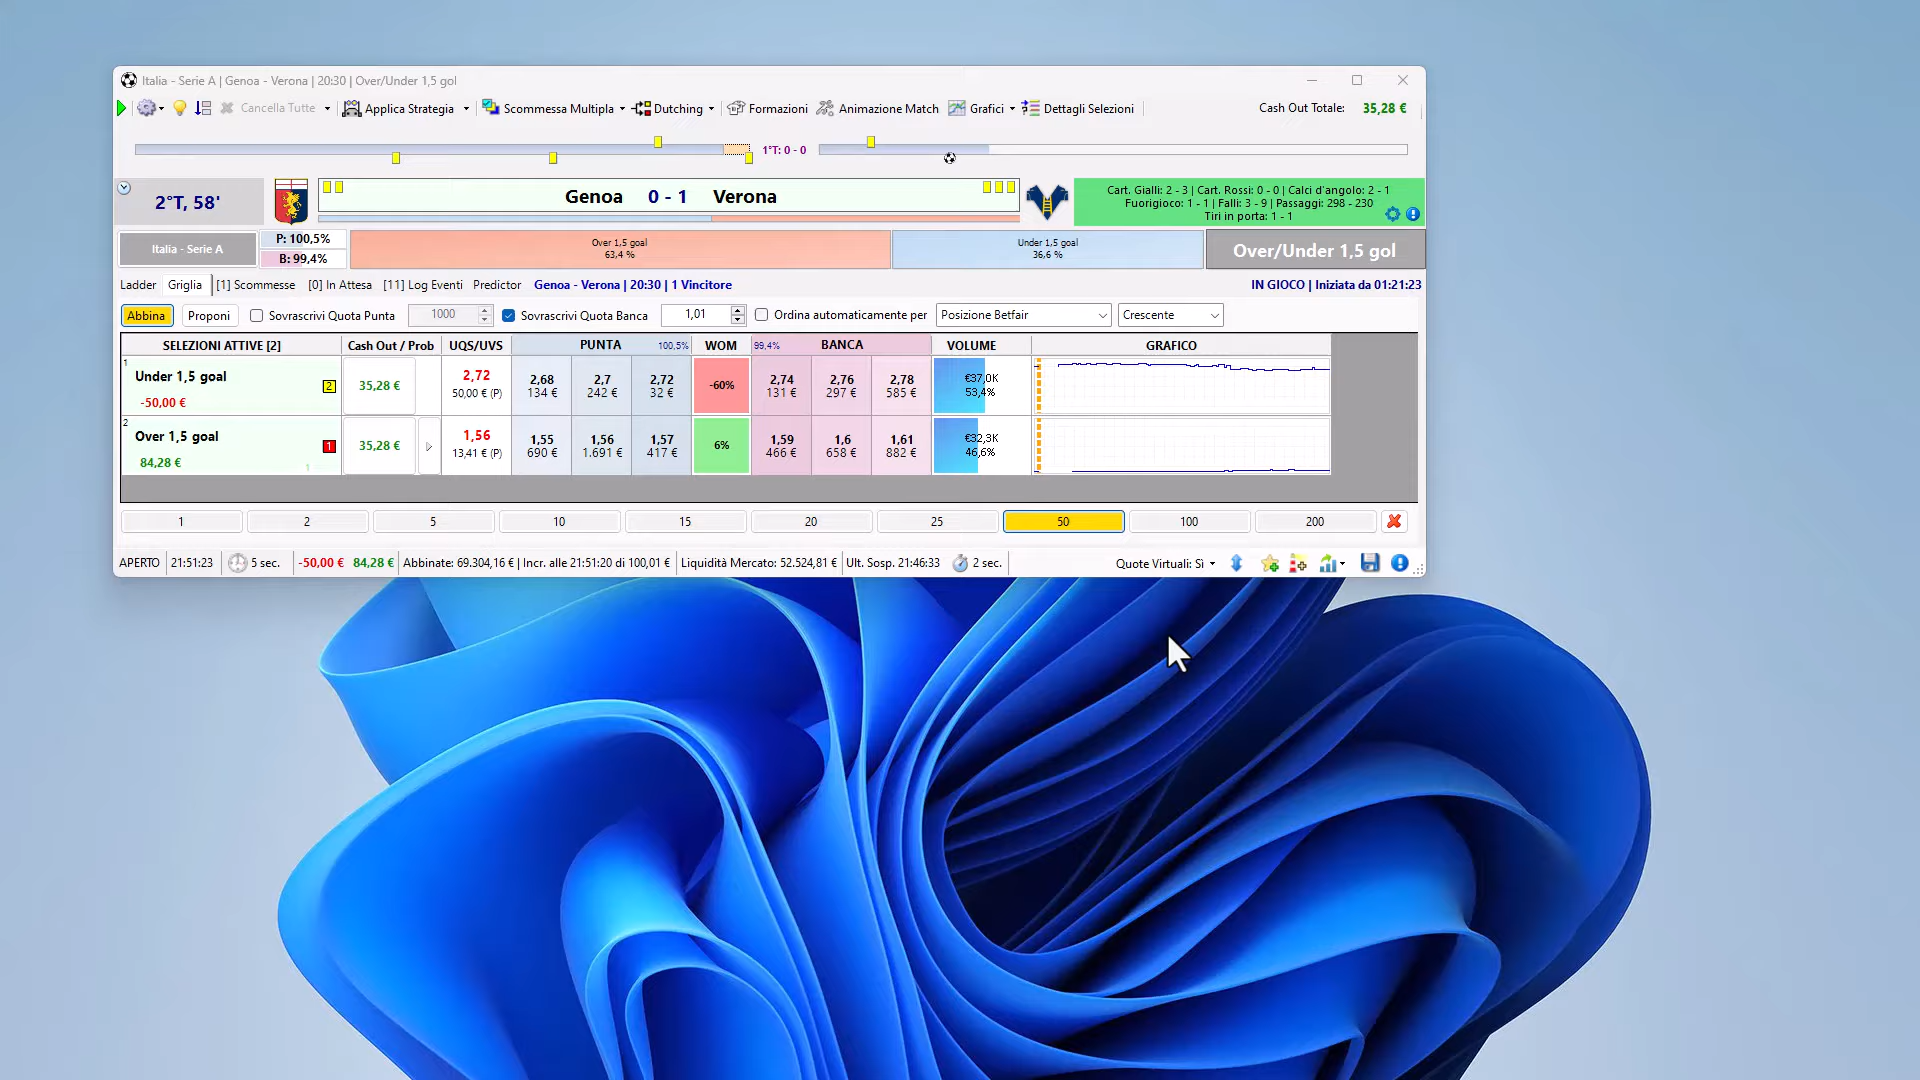 Italia - Serie A | Genoa - Verona | 20:30 | Over/Under 1,5 gol
Cancella Tutte Applica Strategia Scommessa Multipla Dutching Formazioni Animazione Match Grafici Dettagli Selezioni Cash Out Totale: 35,28 €
1°T: 0 - 0
2°T, 58' Genoa 0 - 1 Verona
Cart. Gialli: 2 - 3 | Cart. Rossi: 0 - 0 | Calci d'angolo: 2 - 1
Fuorigioco: 1 - 1 | Falli: 3 - 9 | Passaggi: 298 - 230
Tiri in porta: 1 - 1
Italia - Serie A
P: 100,5%
B: 99,4%
Over 1,5 goal
63,4 %
Under 1,5 goal
36,6 %
Over/Under 1,5 gol
Ladder Griglia [1] Scommesse [0] In Attesa [11] Log Eventi Predictor Genoa - Verona | 20:30 | 1 Vincitore IN GIOCO | Iniziata da 01:21:23
Abbina Proponi Sovrascrivi Quota Punta 1000 Sovrascrivi Quota Banca 1,01 Ordina automaticamente per Posizione Betfair Crescente
SELEZIONI ATTIVE [2] Cash Out / Prob UQS/UVS PUNTA 100,5% WOM 99,4% BANCA VOLUME GRAFICO
1 Under 1,5 goal 2 35,28 € 2,72 2,68 2,7 2,72 -60% 2,74 2,76 2,78 €37,0K
-50,00 € 50,00 € (P) 134 € 242 € 32 € 131 € 297 € 585 € 53,4%
2 Over 1,5 goal 1 35,28 € 1,56 1,55 1,56 1,57 6% 1,59 1,6 1,61 €32,3K
84,28 € 1 13,41 € (P) 690 € 1.691 € 417 € 466 € 658 € 882 € 46,6%
1 2 5 10 15 20 25 50 100 200
APERTO 21:51:23 5 sec. -50,00 € 84,28 € Abbinate: 69.304,16 € | Incr. alle 21:51:20 di 100,01 € Liquidità Mercato: 52.524,81 € Ult. Sosp. 21:46:33 2 sec. Quote Virtuali: Sì